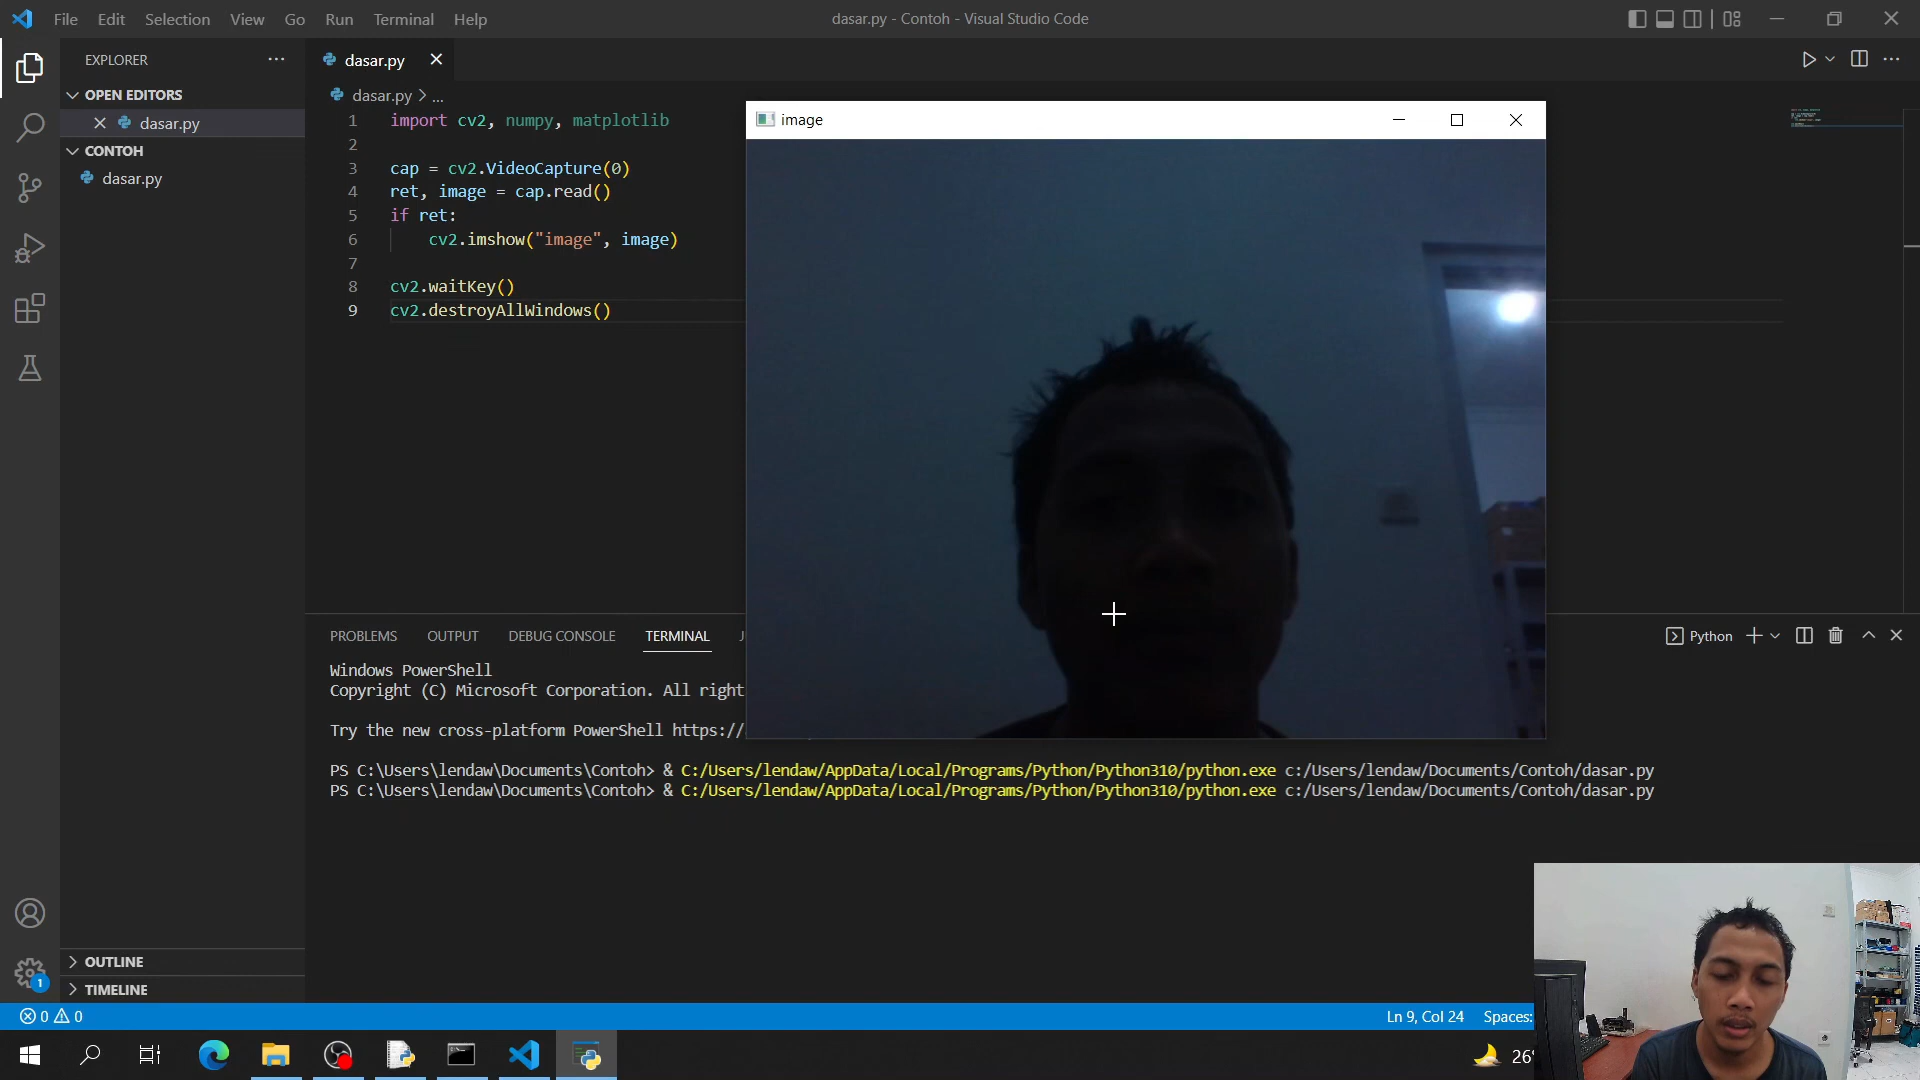 File Edit Selection View Go Run Terminal Help
dasar.py - Contoh - Visual Studio Code
EXPLORER
OPEN EDITORS
dasar.py
CONTOH
dasar.py
OUTLINE
TIMELINE
dasar.py
dasar.py > ...
1 import cv2, numpy, matplotlib
2
3 cap = cv2.VideoCapture(0)
4 ret, image = cap.read()
5 if ret:
6 cv2.imshow("image", image)
7
8 cv2.waitKey()
9 cv2.destroyAllWindows()
image
PROBLEMS OUTPUT DEBUG CONSOLE TERMINAL
Python
Windows PowerShell
Copyright (C) Microsoft Corporation. All right
Try the new cross-platform PowerShell https://
PS C:\Users\lendaw\Documents\Contoh> & C:/Users/lendaw/AppData/Local/Programs/Python/Python310/python.exe c:/Users/lendaw/Documents/Contoh/dasar.py
PS C:\Users\lendaw\Documents\Contoh> & C:/Users/lendaw/AppData/Local/Programs/Python/Python310/python.exe c:/Users/lendaw/Documents/Contoh/dasar.py
1
0 0
Ln 9, Col 24 Spaces:
26°